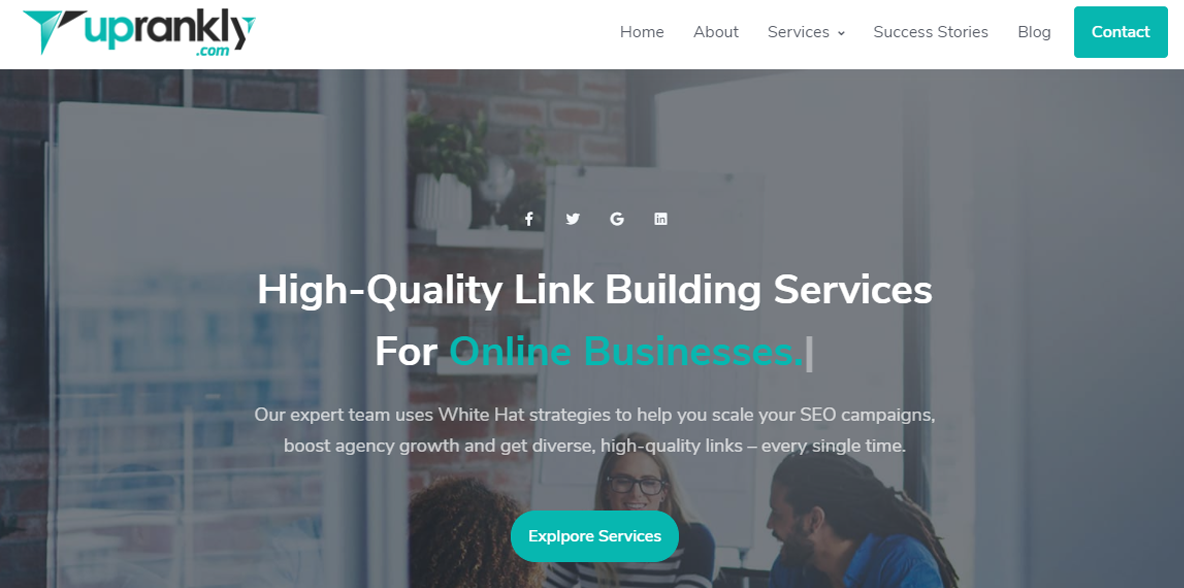 uprankly
.com
Home About Services Success Stories Blog Contact
High-Quality Link Building Services
For Online Businesses.|
Our expert team uses White Hat strategies to help you scale your SEO campaigns,
boost agency growth and get diverse, high-quality links – every single time.
Explpore Services